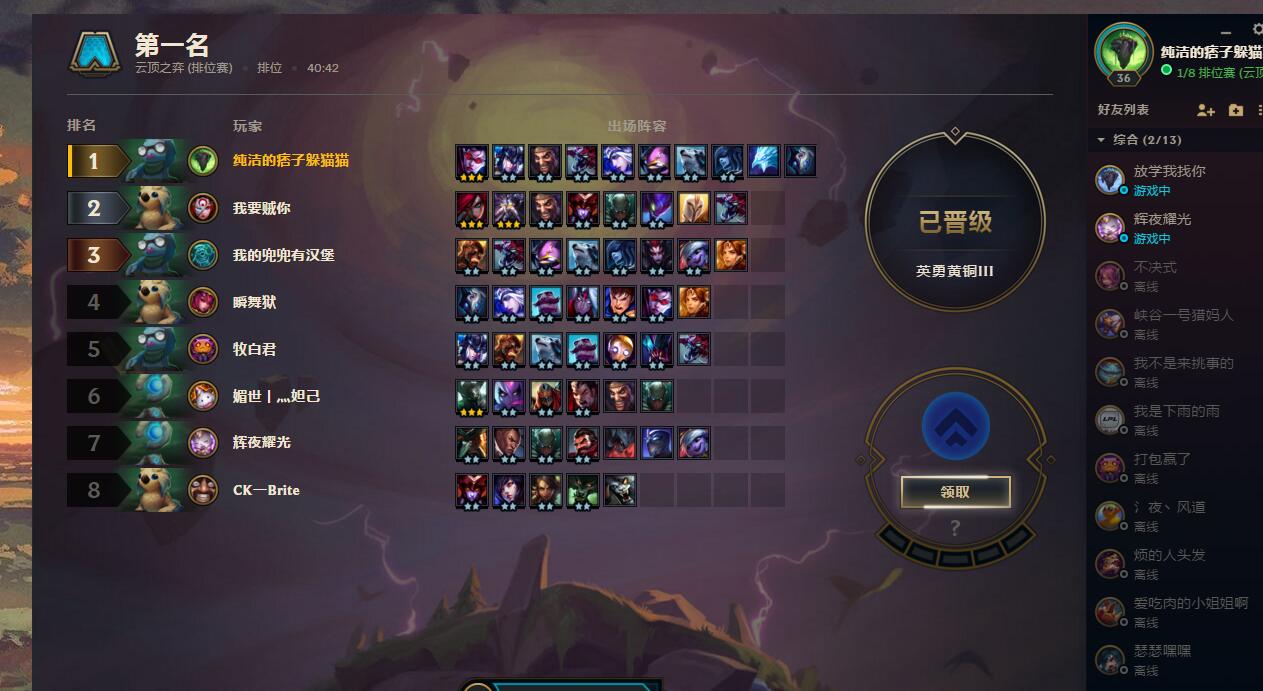 第一名
云顶之弈 (排位赛) • 排位 • 40:42
排名 玩家 出场阵容
1 纯洁的痞子躲猫猫
2 我要贼你
3 我的兜兜有汉堡
4 瞬舞狱
5 牧白君
6 媚世丨灬妲己
7 辉夜耀光
8 CK一Brite
已晋级
英勇黄铜III
领取
?
纯洁的痞子躲猫
36
1/8 排位赛 (云顶
好友列表
综合 (2/13)
放学我找你
游戏中
辉夜耀光
游戏中
不决式
离线
峡谷一号猎妈人
离线
我不是来挑事的
离线
LPL
我是下雨的雨
离线
打包赢了
离线
氵夜丶风道
离线
烦的人头发
离线
爱吃肉的小姐姐啊
离线
瑟瑟嘿嘿
离线